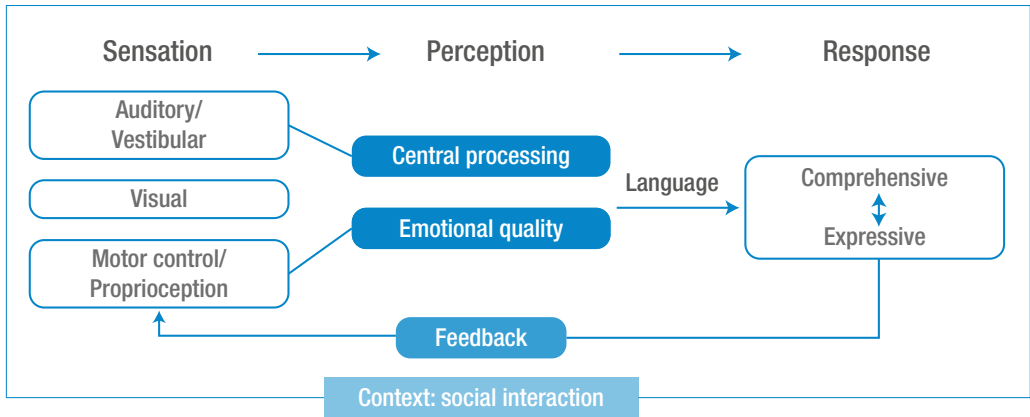 Sensation
Perception
Response
Auditory/
Vestibular
Visual
Motor control/
Proprioception
Central processing
Emotional quality
Language
Comprehensive
Expressive
Feedback
Context: social interaction